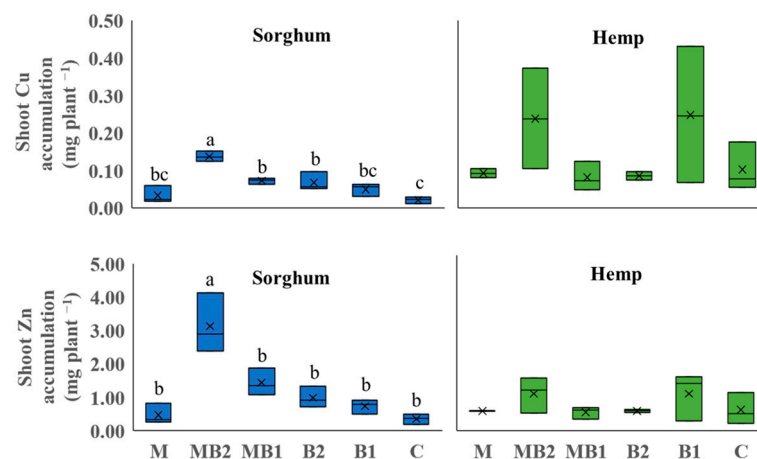 Shoot Cu
accumulation
(mg plant ⁻¹)
0.50
0.40
0.30
0.20
0.10
0.00
Sorghum
bc
a
b
b
bc
c
Hemp
Shoot Zn
accumulation
(mg plant ⁻¹)
5.00
4.00
3.00
2.00
1.00
0.00
Sorghum
b
a
b
b
b
b
Hemp
M MB2 MB1 B2 B1 C
M MB2 MB1 B2 B1 C